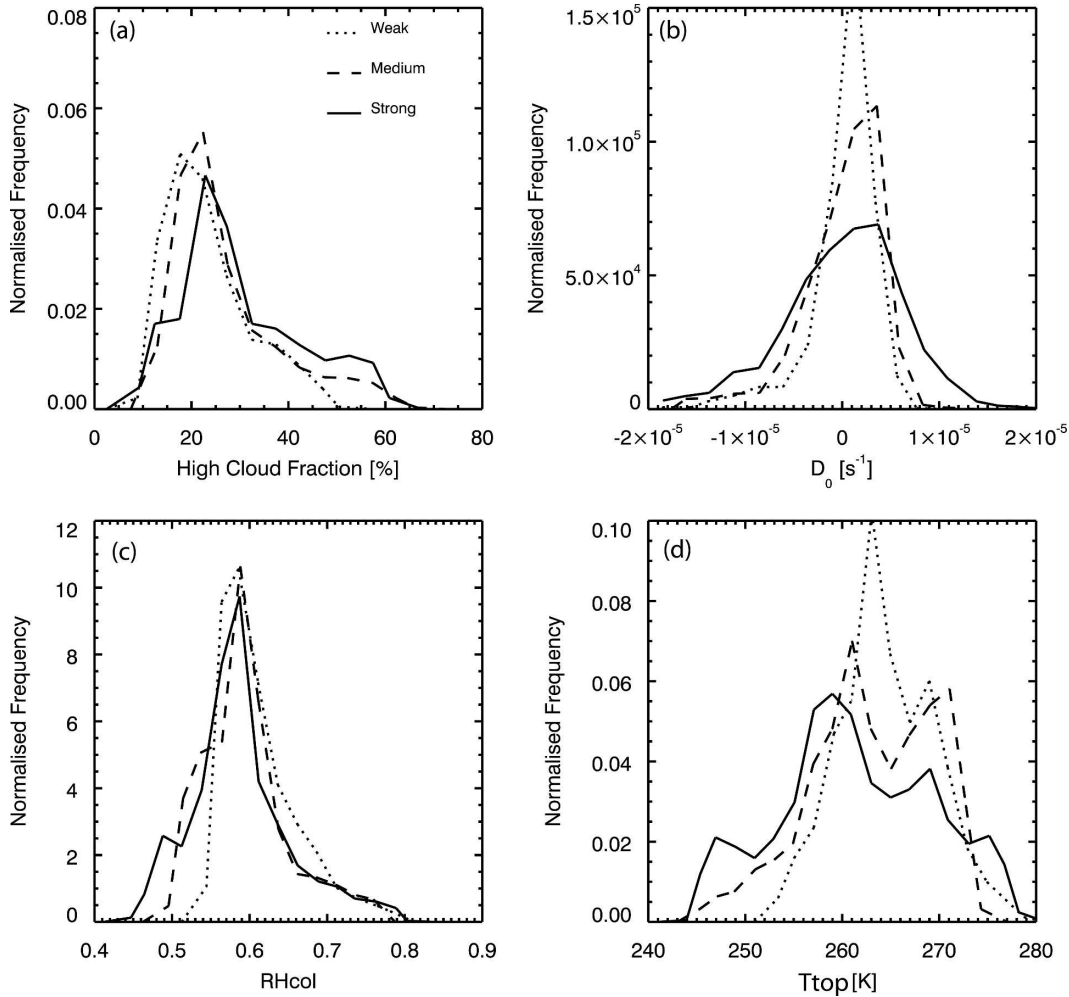 (a)
0.08
0.06
0.04
0.02
0.00
Normalised Frequency
Weak
Medium
Strong
0 20 40 60 80
High Cloud Fraction [%]
(b)
1.5×10⁵
1.0×10⁵
5.0×10⁴
0
Normalised Frequency
-2×10⁻⁵ -1×10⁻⁵ 0 1×10⁻⁵ 2×10⁻⁵
D₀ [s⁻¹]
(c)
12
10
8
6
4
2
0
Normalised Frequency
0.4 0.5 0.6 0.7 0.8 0.9
RHcol
(d)
0.10
0.08
0.06
0.04
0.02
0.00
Normalised Frequency
240 250 260 270 280
Ttop [K]